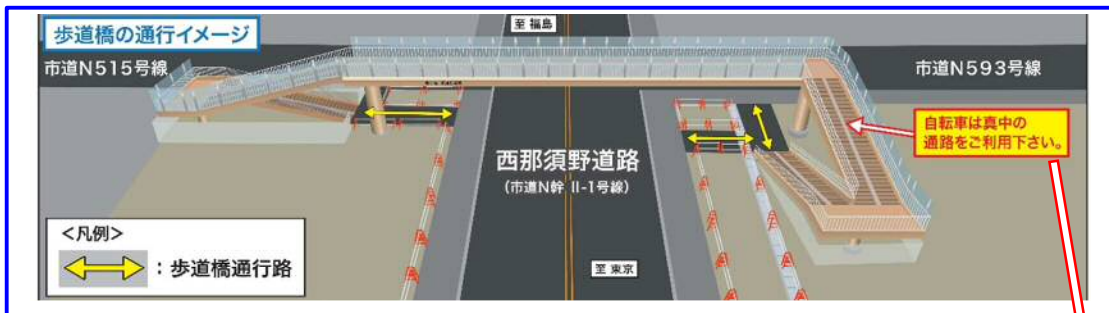 至 福島
歩道橋の通行イメージ
市道N515号線
市道N593号線
自転車は真中の
通路をご利用下さい。
西那須野道路
(市道N幹 II-1号線)
<凡例>
:歩道橋通行路
至 東京